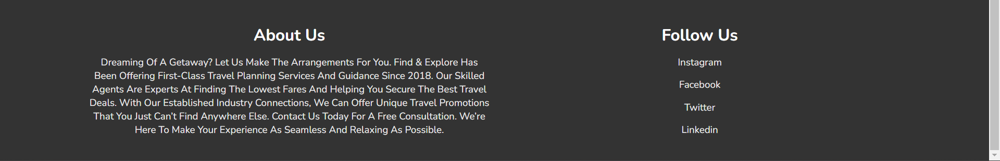 About Us
Dreaming Of A Getaway? Let Us Make The Arrangements For You. Find & Explore Has
Been Offering First-Class Travel Planning Services And Guidance Since 2018. Our Skilled
Agents Are Experts At Finding The Lowest Fares And Helping You Secure The Best Travel
Deals. With Our Established Industry Connections, We Can Offer Unique Travel Promotions
That You Just Can’t Find Anywhere Else. Contact Us Today For A Free Consultation. We’re
Here To Make Your Experience As Seamless And Relaxing As Possible.
Follow Us
Instagram
Facebook
Twitter
Linkedin